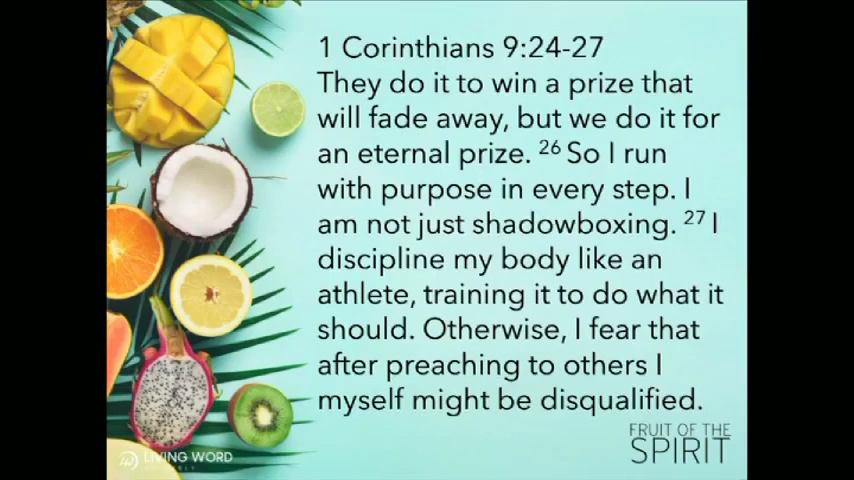 1 Corinthians 9:24-27
They do it to win a prize that
will fade away, but we do it for
an eternal prize. 26 So I run
with purpose in every step. I
am not just shadowboxing. 27 I
discipline my body like an
athlete, training it to do what it
should. Otherwise, I fear that
after preaching to others I
myself might be disqualified.
FRUIT OF THE
SPIRIT
LIVING WORD